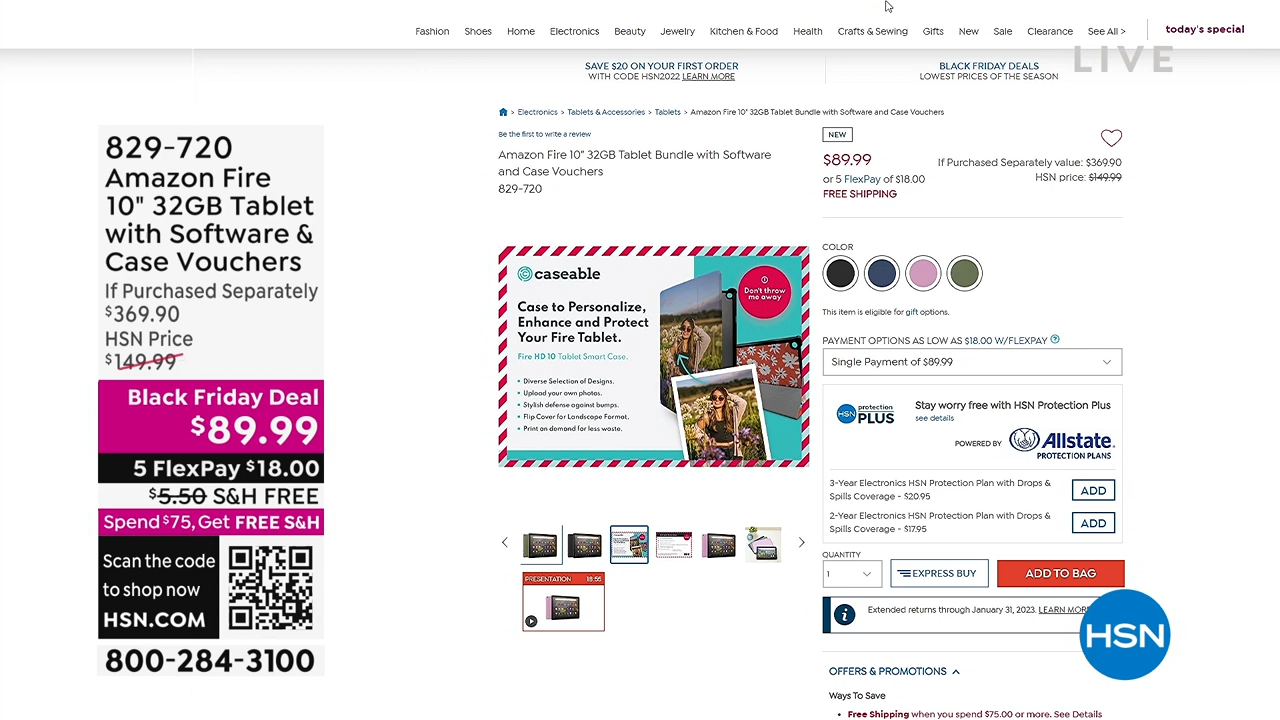 Fashion Shoes Home Electronics Beauty Jewelry Kitchen & Food Health Crafts & Sewing Gifts New Sale Clearance See All > today's special
LIVE
SAVE $20 ON YOUR FIRST ORDER
WITH CODE HSN2022 LEARN MORE
BLACK FRIDAY DEALS
LOWEST PRICES OF THE SEASON
829-720
Amazon Fire
10" 32GB Tablet
with Software &
Case Vouchers
If Purchased Separately
$369.90
HSN Price
$149.99
Black Friday Deal
$89.99
5 FlexPay $18.00
$5.50 S&H FREE
Spend $75, Get FREE S&H
Scan the code
to shop now
HSN.COM
800-284-3100
> Electronics > Tablets & Accessories > Tablets > Amazon Fire 10" 32GB Tablet Bundle with Software and Case Vouchers
Be the first to write a review
Amazon Fire 10" 32GB Tablet Bundle with Software
and Case Vouchers
829-720
caseable
Case to Personalize,
Enhance and Protect
Your Fire Tablet.
Fire HD 10 Tablet Smart Case.
• Diverse Selection of Designs.
• Upload your own photos.
• Stylish defense against bumps.
• Flip Cover for Landscape Format.
• Print on demand for less waste.
Don't throw
me away
PRESENTATION 18:55
NEW
$89.99
or 5 FlexPay of $18.00
FREE SHIPPING
If Purchased Separately value: $369.90
HSN price: $149.99
COLOR
This item is eligible for gift options.
PAYMENT OPTIONS AS LOW AS $18.00 W/FLEXPAY ?
Single Payment of $89.99
HSN protection PLUS
Stay worry free with HSN Protection Plus
see details
POWERED BY Allstate.
PROTECTION PLANS
3-Year Electronics HSN Protection Plan with Drops &
Spills Coverage - $20.95
ADD
2-Year Electronics HSN Protection Plan with Drops &
Spills Coverage - $17.95
ADD
QUANTITY
1
EXPRESS BUY
ADD TO BAG
i Extended returns through January 31, 2023. LEARN MORE
HSN
OFFERS & PROMOTIONS
Ways To Save
• Free Shipping when you spend $75.00 or more. See Details